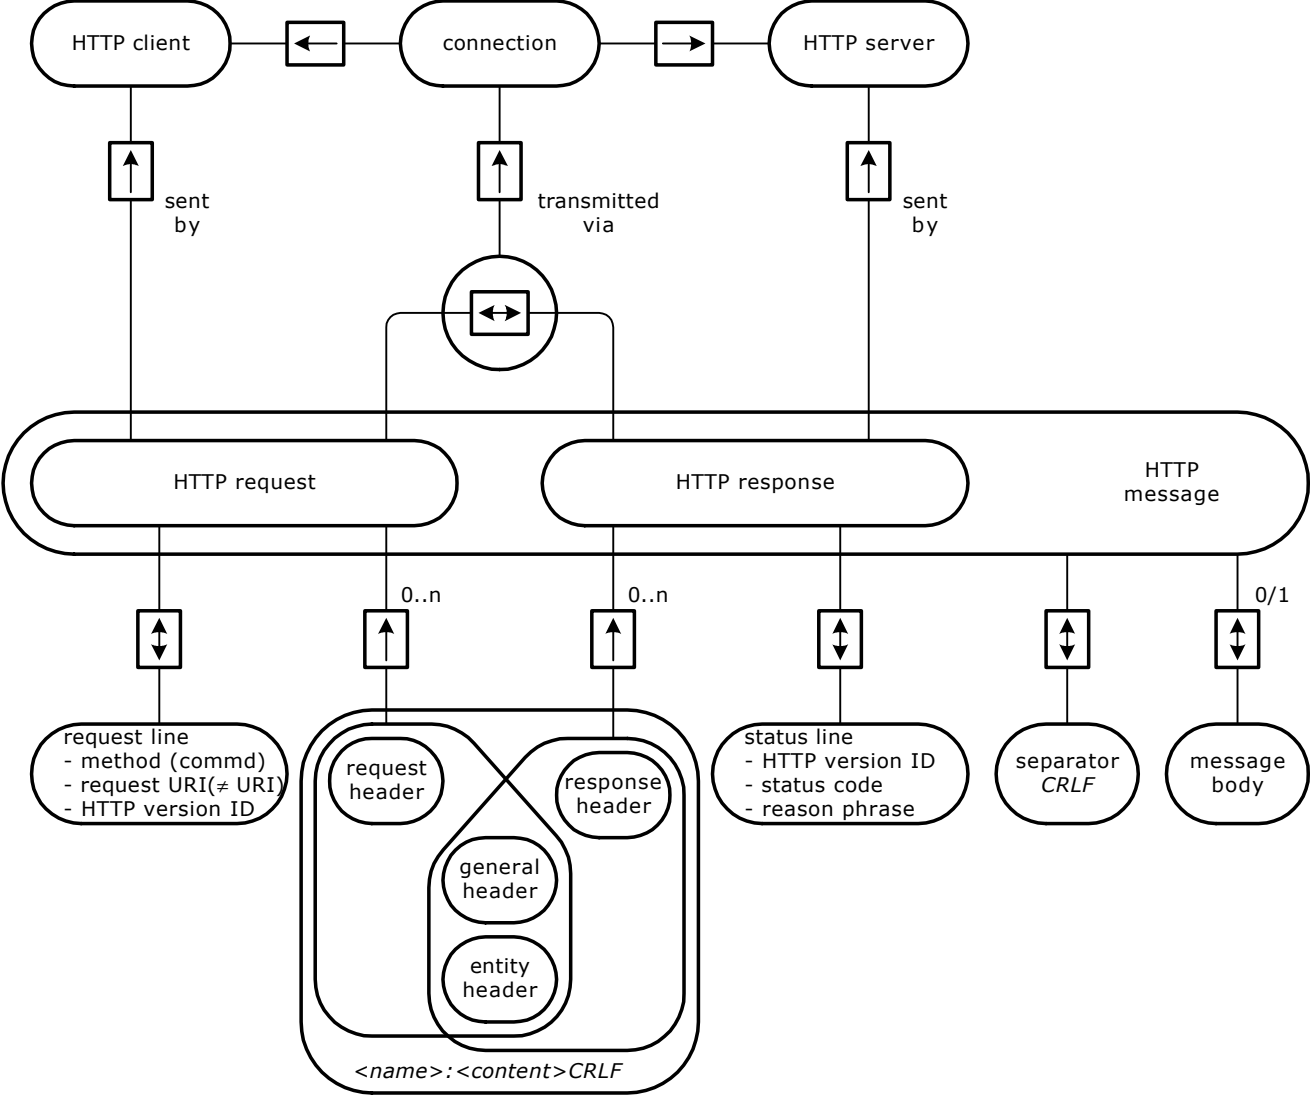 HTTP client
connection
HTTP server
sent
by
transmitted
via
sent
by
HTTP request
HTTP response
HTTP
message
0..n
0..n
0/1
request line
- method (commd)
- request URI(≠ URI)
- HTTP version ID
request
header
response
header
general
header
entity
header
<name>:<content>CRLF
status line
- HTTP version ID
- status code
- reason phrase
separator
CRLF
message
body